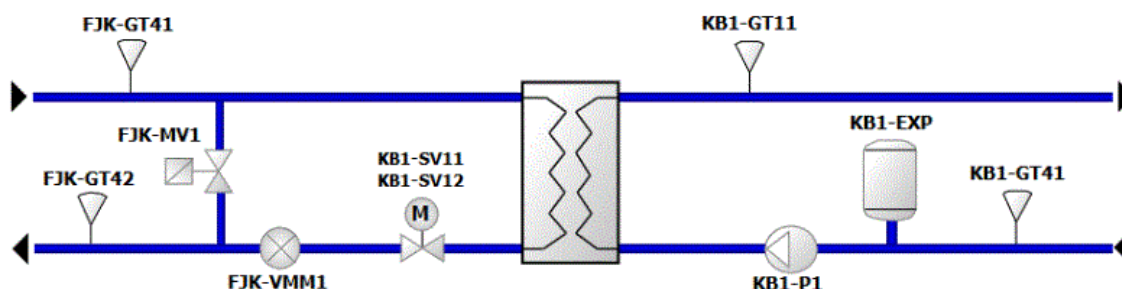 FJK-GT41
KB1-GT11
FJK-MV1
KB1-EXP
FJK-GT42
KB1-SV11
KB1-SV12
KB1-GT41
M
FJK-VMM1
KB1-P1